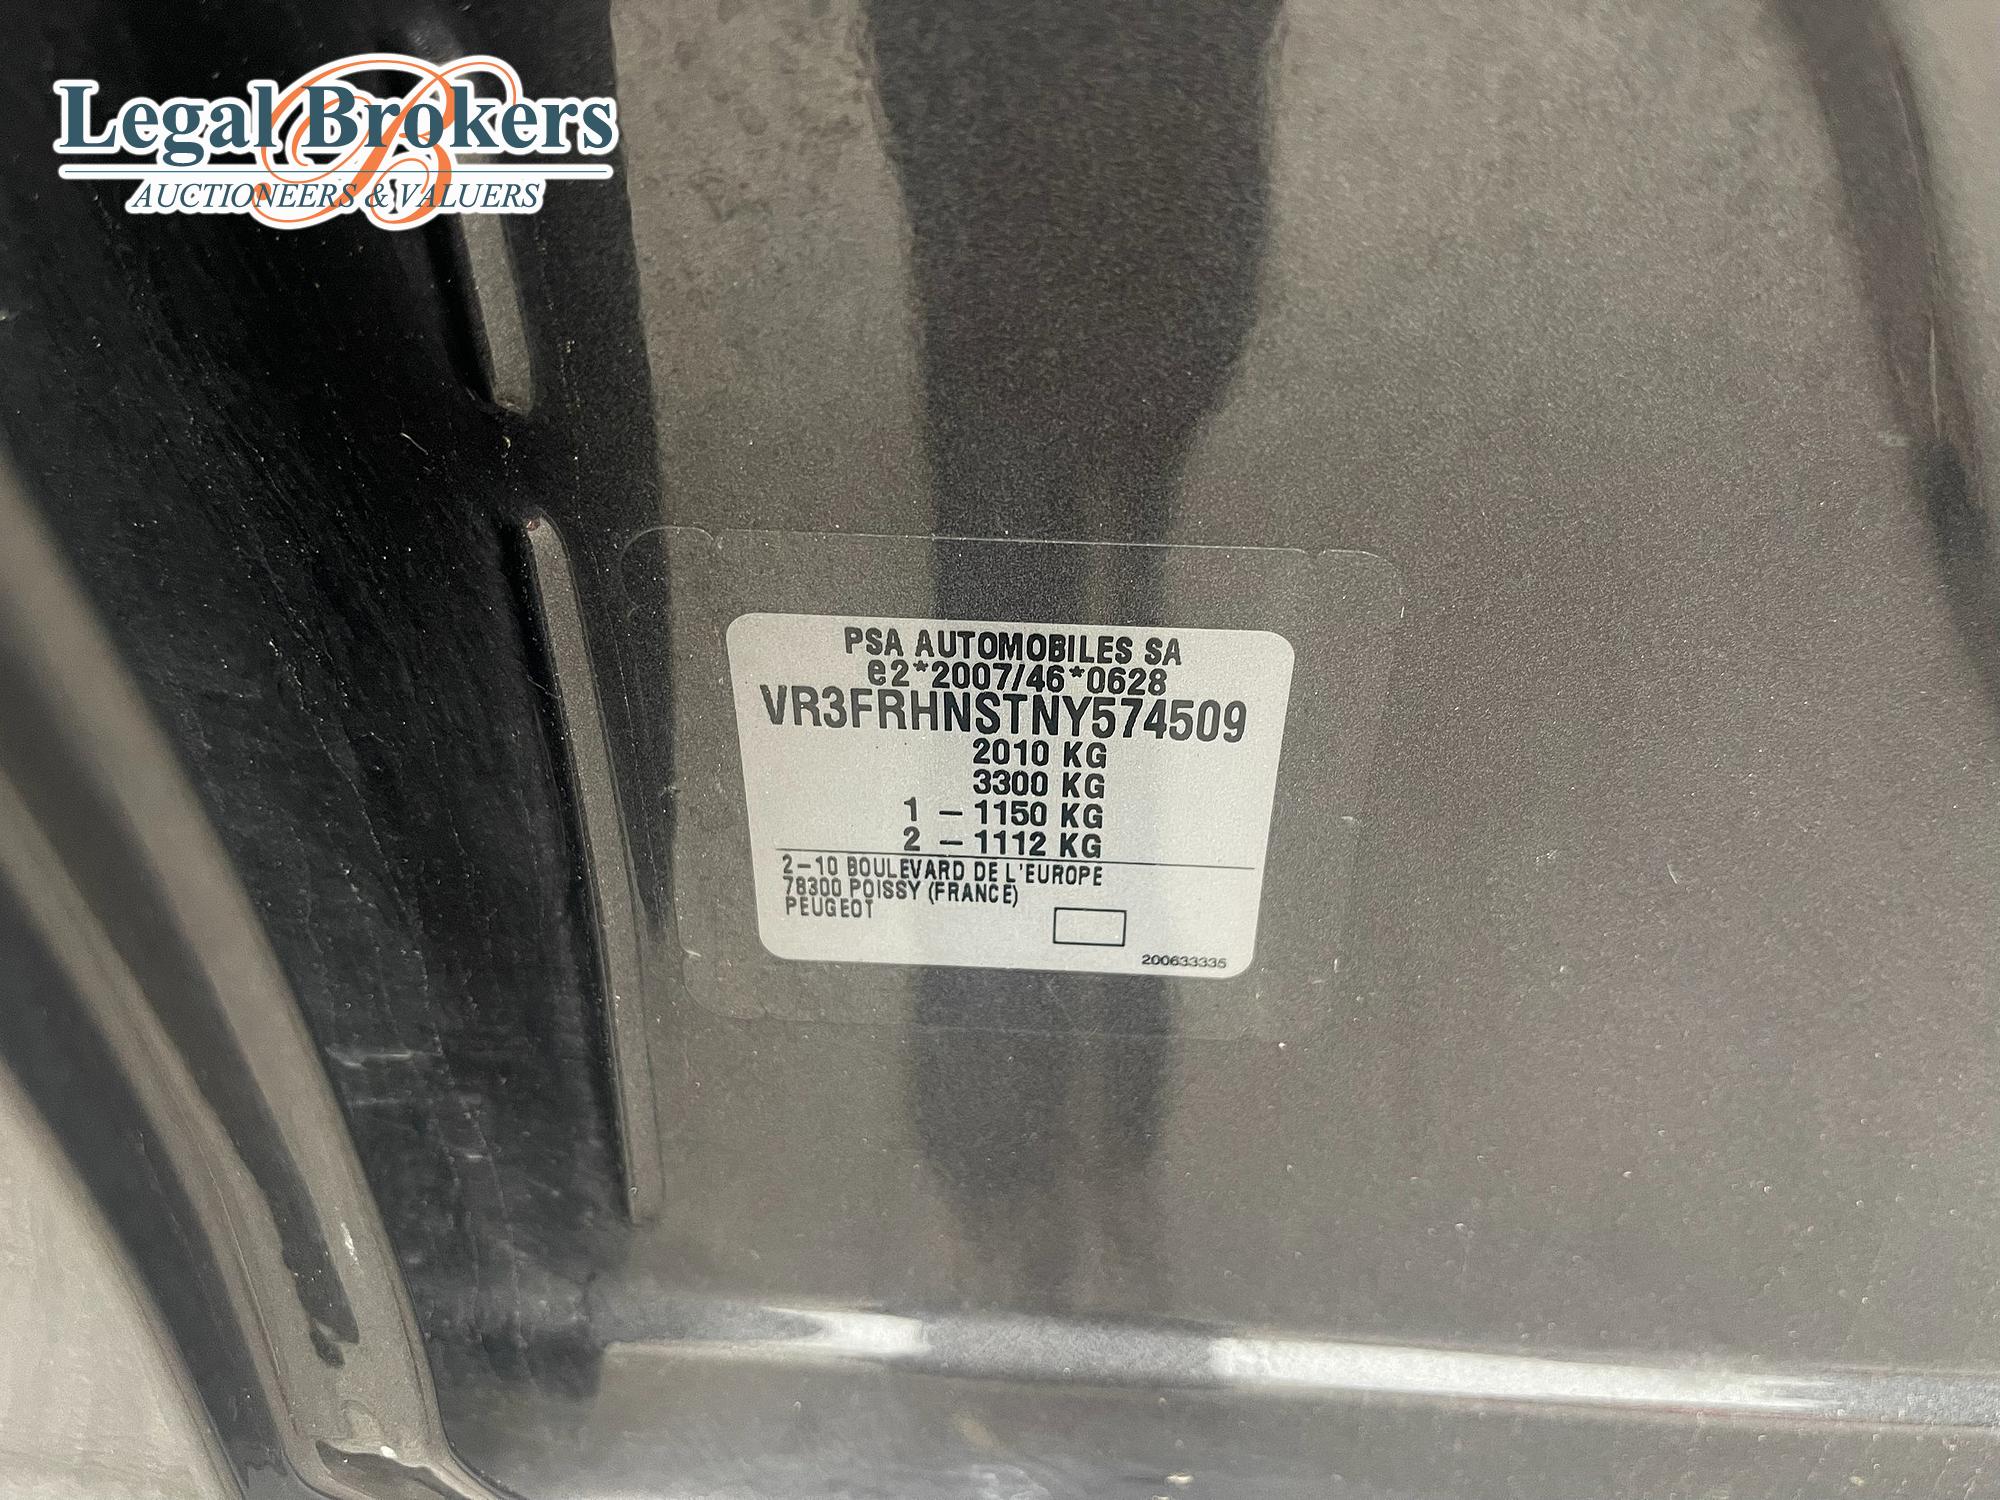 Legal Brokers
AUCTIONEERS & VALUERS
PSA AUTOMOBILES SA
e2*2007/46*0628
VR3FRHNSTNY574509
2010 KG
3300 KG
1 - 1150 KG
2 - 1112 KG
2-10 BOULEVARD DE L'EUROPE
78300 POISSY (FRANCE)
PEUGEOT
200633335